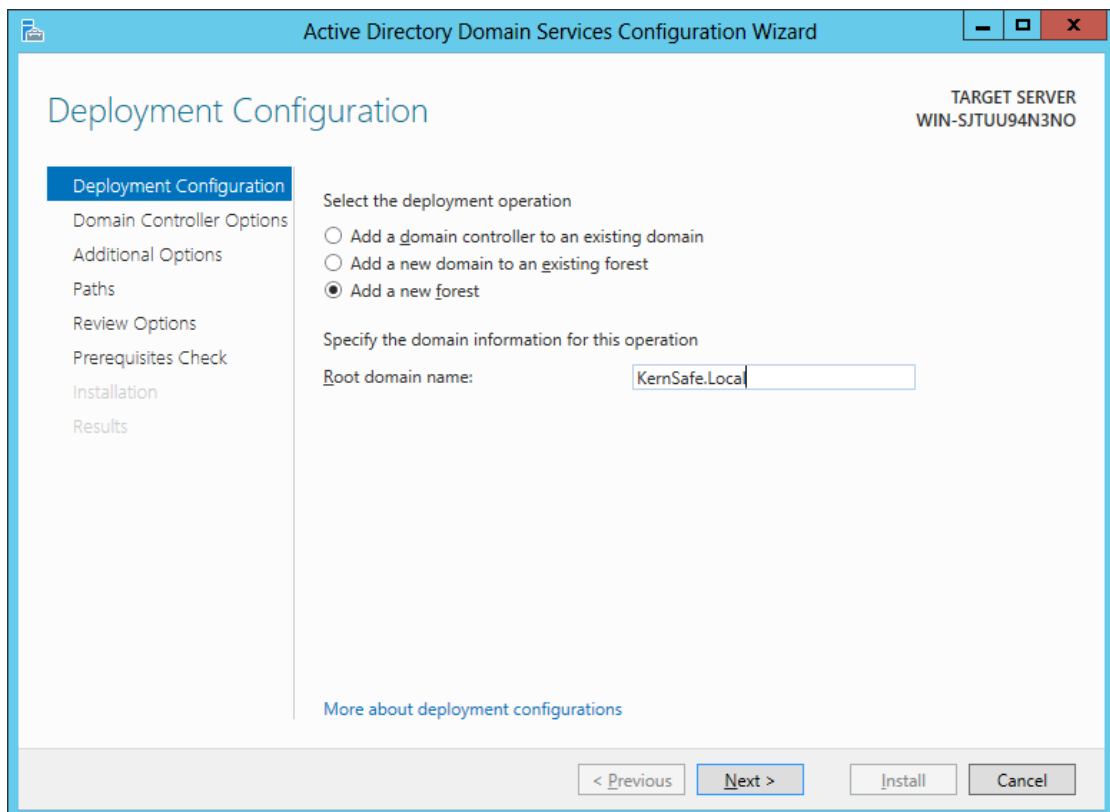 Active Directory Domain Services Configuration Wizard
Deployment Configuration
TARGET SERVER
WIN-SJTUU94N3NO
Deployment Configuration
Domain Controller Options
Additional Options
Paths
Review Options
Prerequisites Check
Installation
Results
Select the deployment operation
Add a domain controller to an existing domain
Add a new domain to an existing forest
Add a new forest
Specify the domain information for this operation
Root domain name:
KernSafe.Local
More about deployment configurations
< Previous
Next >
Install
Cancel